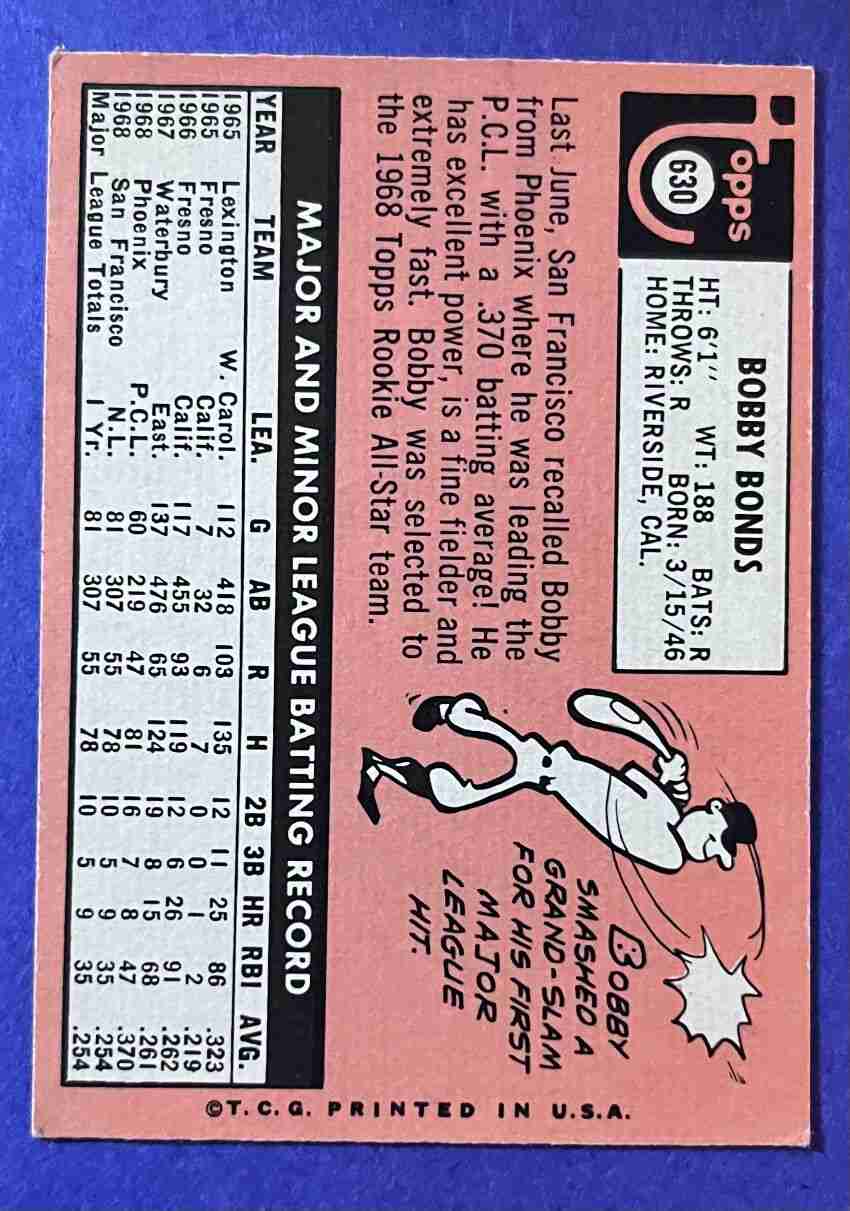 Topps
630
BOBBY BONDS
HT: 6'1" WT: 188 BATS: R
THROWS: R BORN: 3/15/46
HOME: RIVERSIDE, CAL.
Last June, San Francisco recalled Bobby
from Phoenix where he was leading the
P.C.L. with a .370 batting average! He
has excellent power, is a fine fielder and
extremely fast. Bobby was selected to
the 1968 Topps Rookie All-Star team.
BOBBY
SMASHED A
GRAND-SLAM
FOR HIS FIRST
MAJOR
LEAGUE
HIT.
MAJOR AND MINOR LEAGUE BATTING RECORD
YEAR TEAM LEA. G AB R H 2B 3B HR RBI AVG.
1965 Lexington W. Carol. 112 418 103 135 12 11 25 86 .323
1965 Fresno Calif. 7 32 6 7 0 0 1 2 .219
1966 Fresno Calif. 117 455 93 119 12 6 26 91 .262
1967 Waterbury East. 137 476 65 124 19 8 15 68 .261
1968 Phoenix P.C.L. 60 219 47 81 16 7 8 47 .370
1968 San Francisco N.L. 81 307 55 78 10 5 9 35 .254
Major League Totals 1 Yr. 81 307 55 78 10 5 9 35 .254
©T.C.G. PRINTED IN U.S.A.